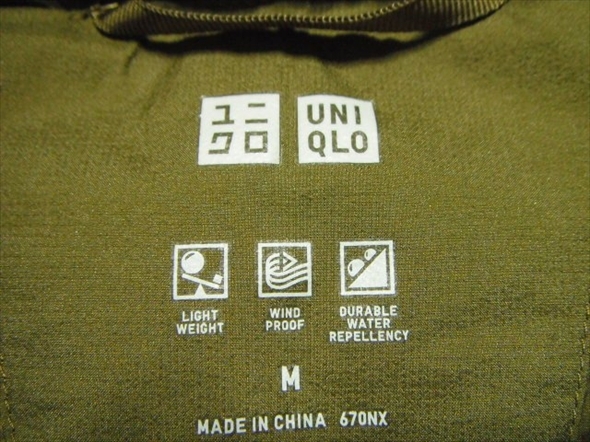 ユニ
クロ
UNI
QLO
LIGHT
WEIGHT
WIND
PROOF
DURABLE
WATER
REPELLENCY
M
MADE IN CHINA 670NX